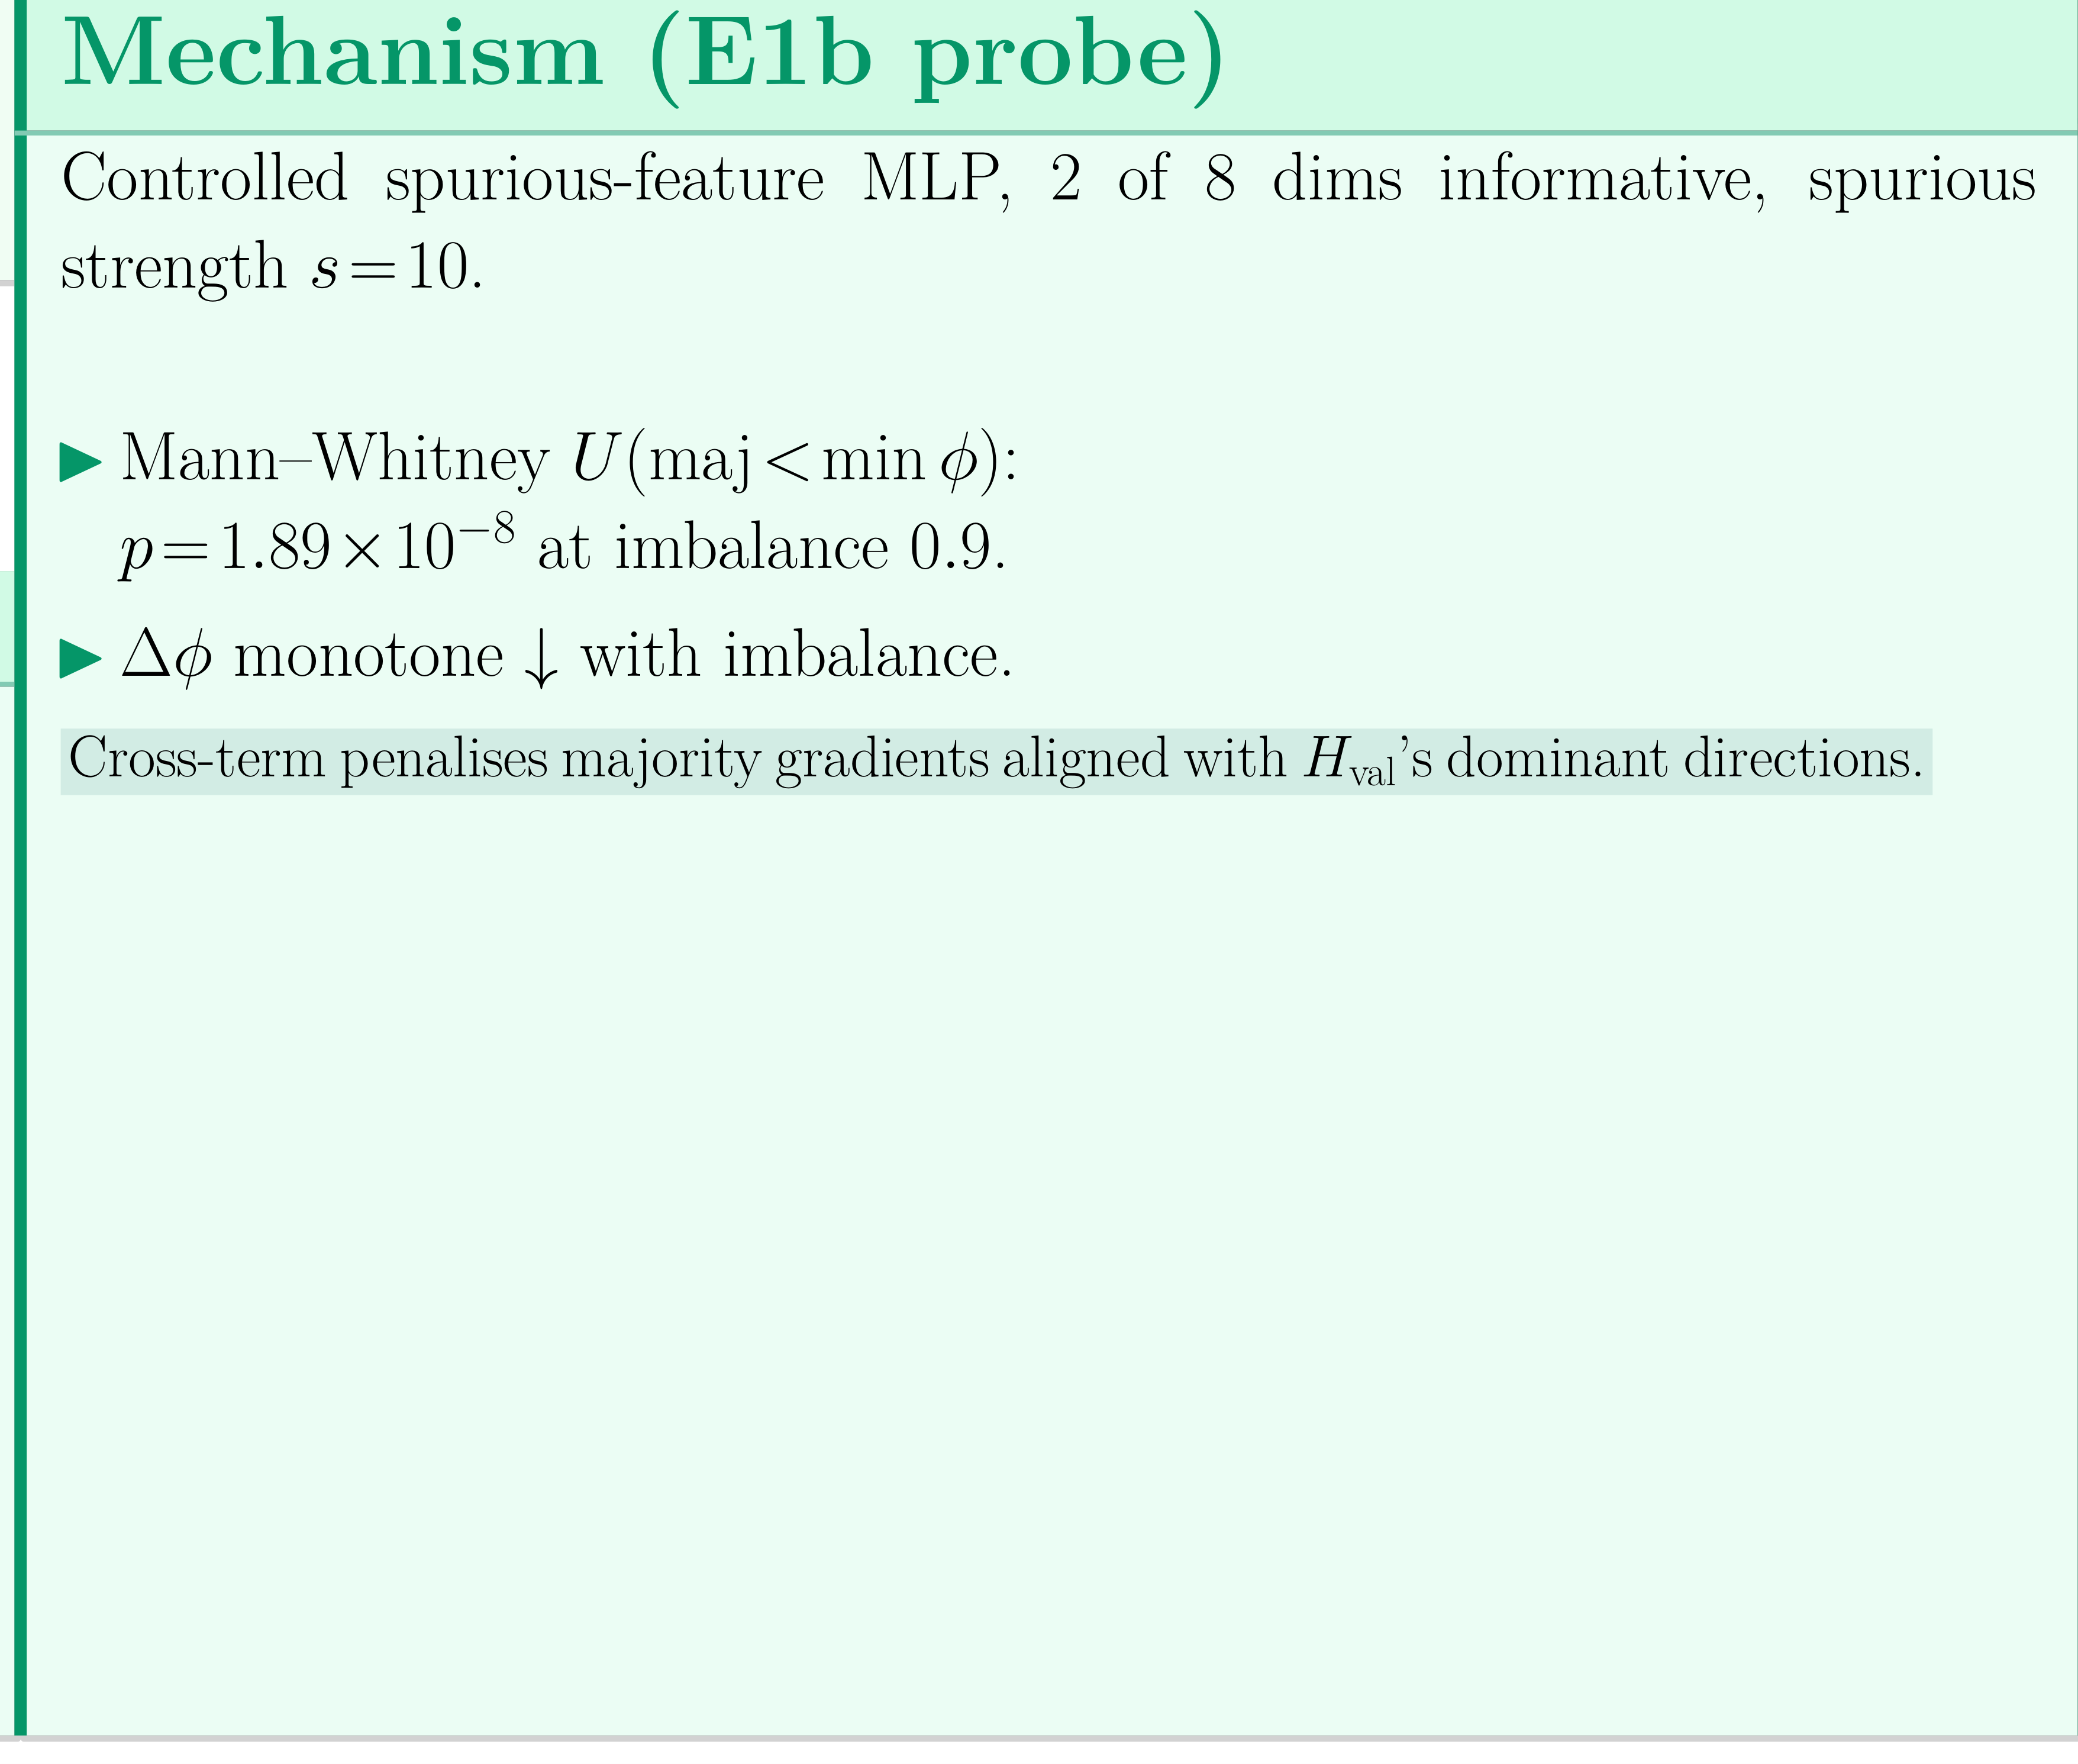 Mechanism (E1b probe)
Controlled spurious-feature MLP, 2 of 8 dims informative, spurious
strength s=10.
▶ Mann–Whitney U(maj<min ϕ):
p=1.89×10⁻⁸ at imbalance 0.9.
▶ Δϕ monotone ↓ with imbalance.
Cross-term penalises majority gradients aligned with H_val's dominant directions.